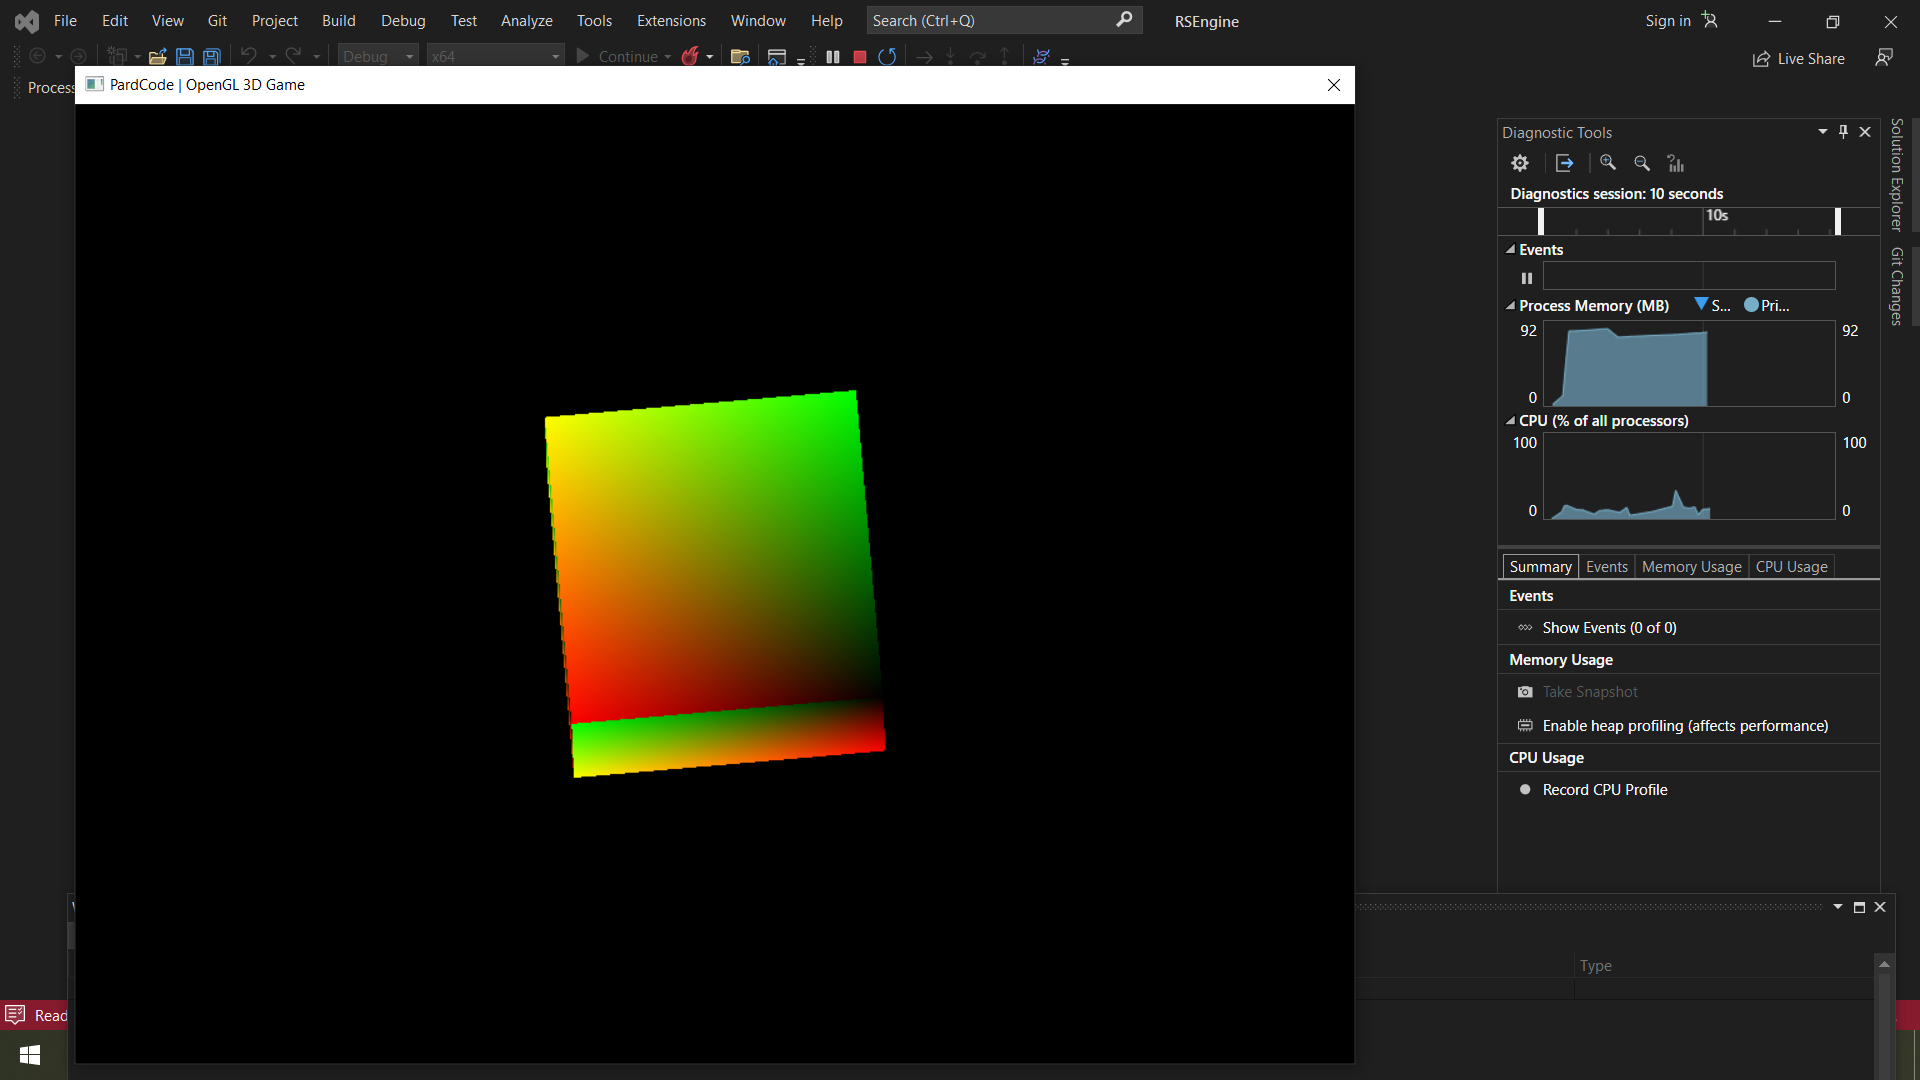 File Edit View Git Project Build Debug Test Analyze Tools Extensions Window Help Search (Ctrl+Q) RSEngine Sign in
Debug x64 Continue Live Share
Process
PardCode | OpenGL 3D Game
Diagnostic Tools
Diagnostics session: 10 seconds
10s
Events
Process Memory (MB) S... Pri...
92 92
0 0
CPU (% of all processors)
100 100
0 0
Summary Events Memory Usage CPU Usage
Events
Show Events (0 of 0)
Memory Usage
Take Snapshot
Enable heap profiling (affects performance)
CPU Usage
Record CPU Profile
Solution Explorer
Git Changes
Type
Read